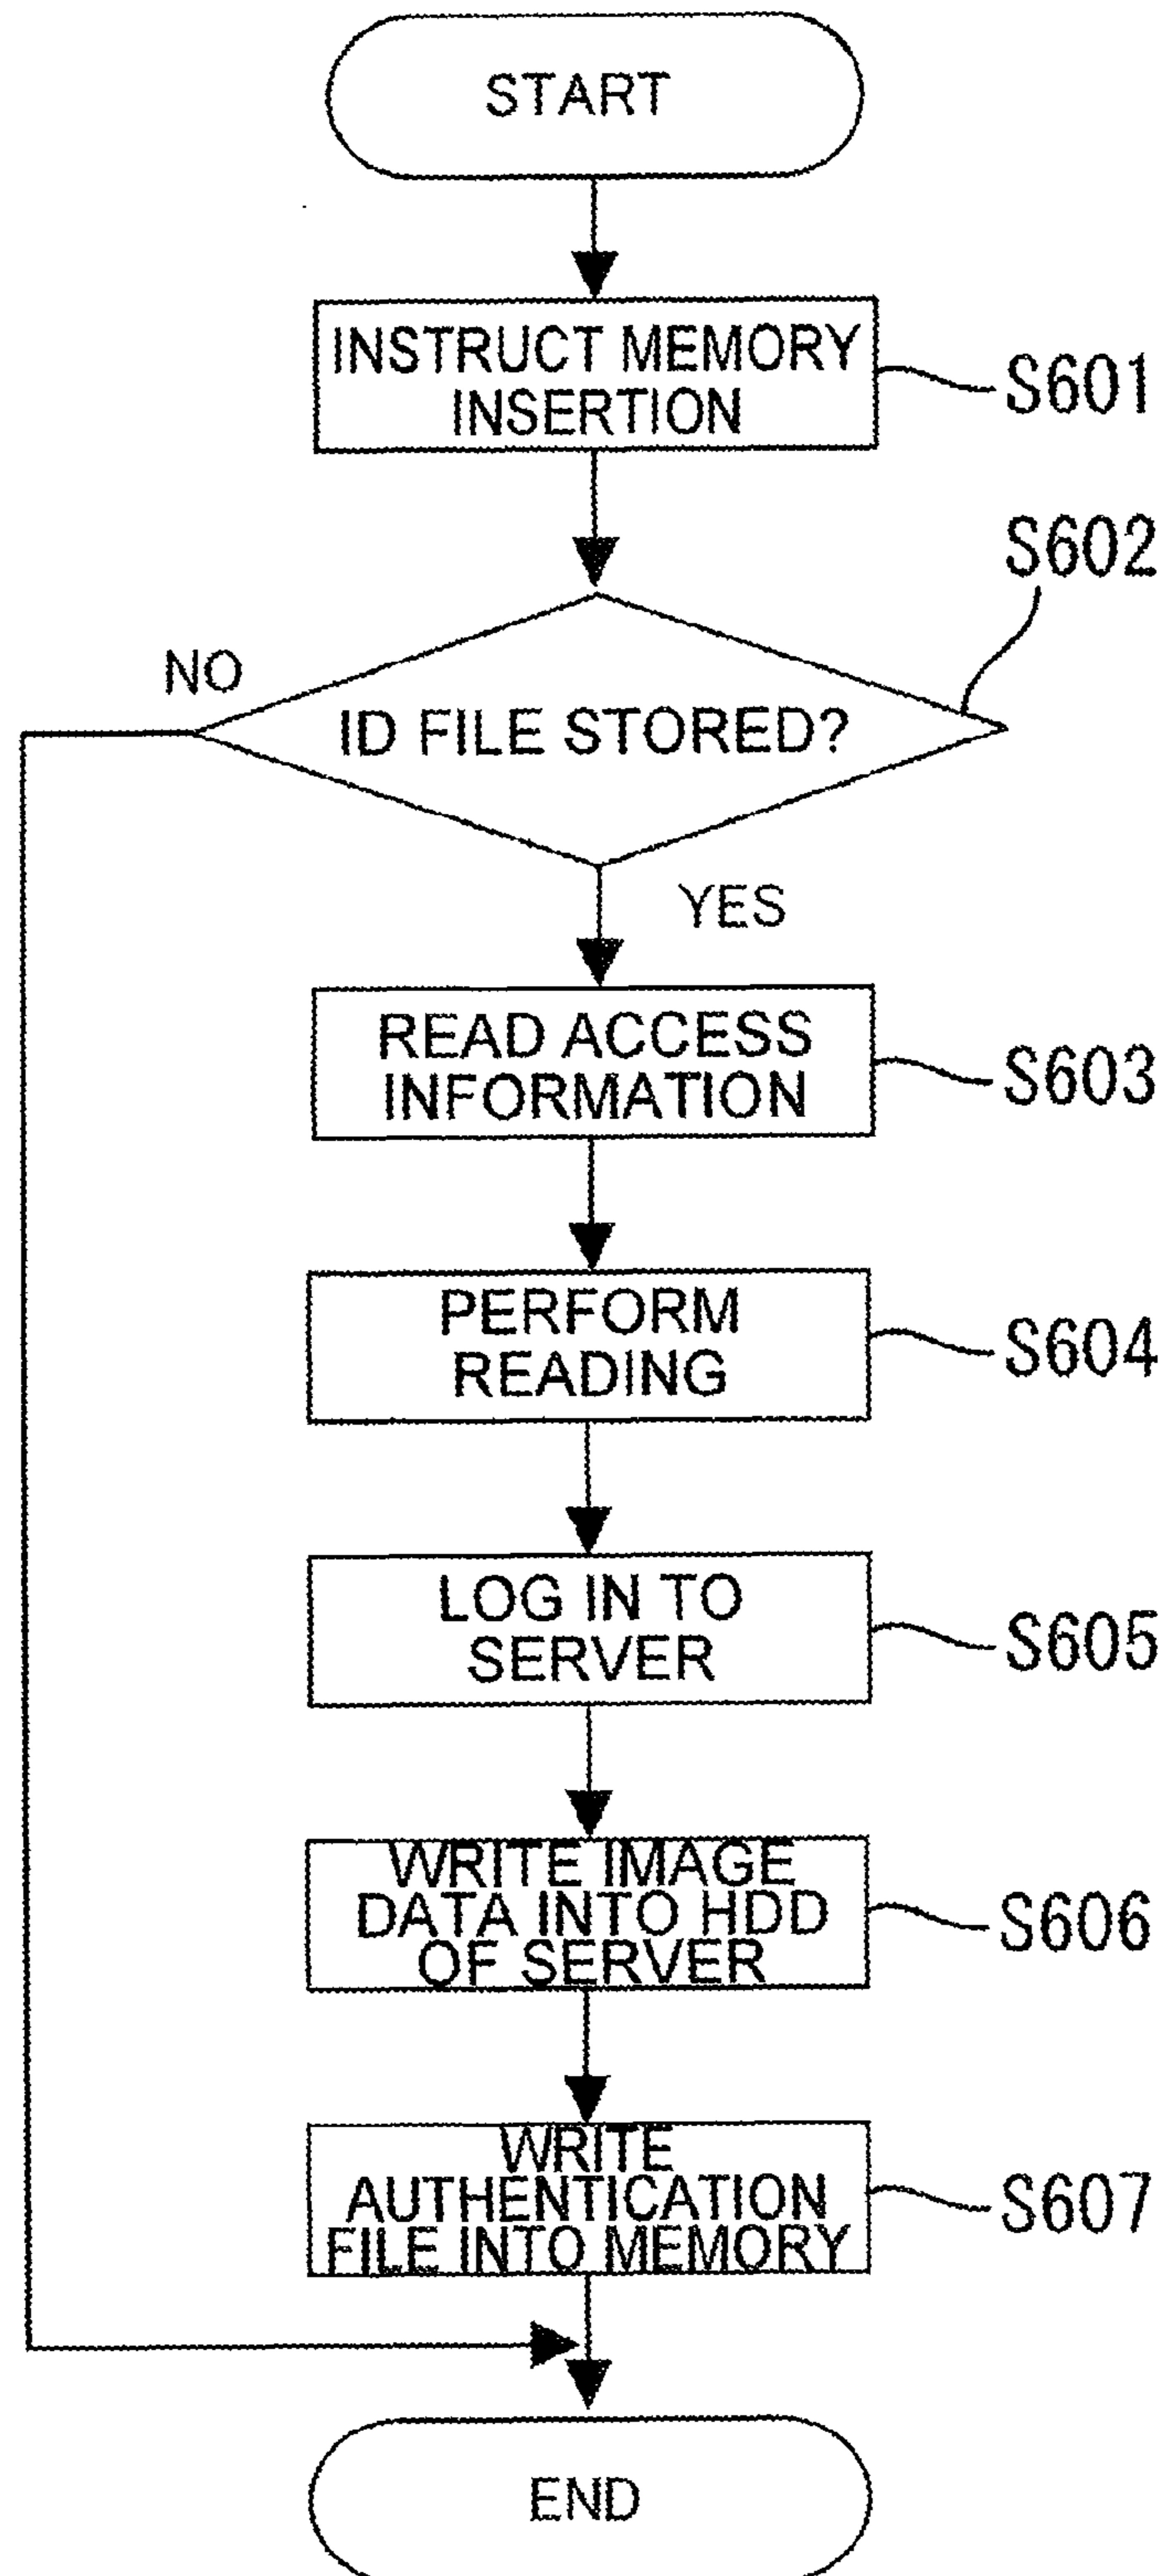 START
INSTRUCT MEMORY
INSERTION
S601
S602
NO
ID FILE STORED?
YES
READ ACCESS
INFORMATION
S603
PERFORM
READING
S604
LOG IN TO
SERVER
S605
WRITE IMAGE
DATA INTO HDD
OF SERVER
S606
WRITE
AUTHENTICATION
FILE INTO MEMORY
S607
END